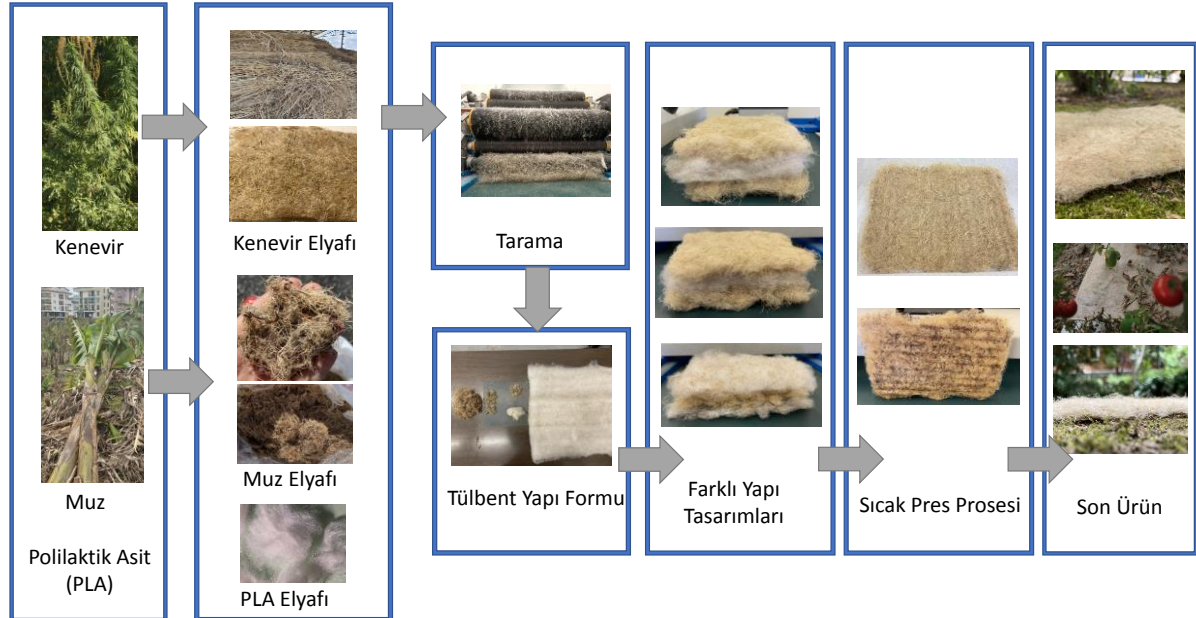 Kenevir
Muz
Polilaktik Asit
(PLA)
Kenevir Elyafı
Muz Elyafı
PLA Elyafı
Tarama
Tülbent Yapı Formu
Farklı Yapı
Tasarımları
Sıcak Pres Prosesi
Son Ürün